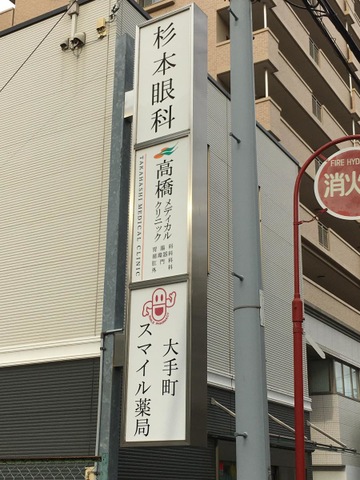 杉本眼科
高橋
メディカル
クリニック
TAKAHASHI MEDICAL CLINIC
大手町
スマイル薬局
FIRE HYD
消火